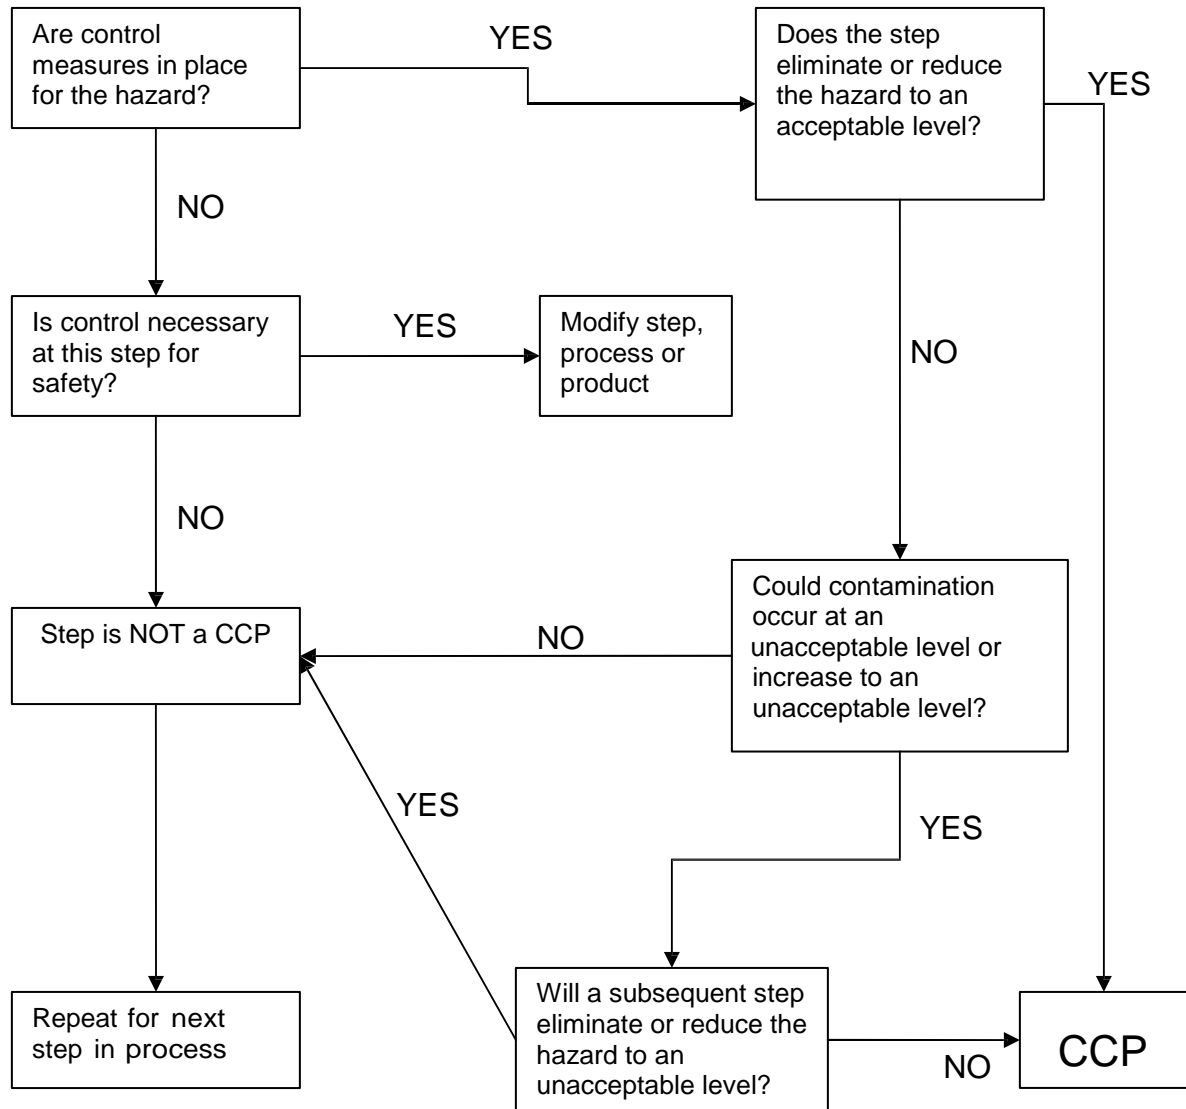 Are control
measures in place
for the hazard?
YES
Does the step
eliminate or reduce
the hazard to an
acceptable level?
YES
NO
Is control necessary
at this step for
safety?
YES
Modify step,
process or
product
NO
NO
Step is NOT a CCP
NO
Could contamination
occur at an
unacceptable level or
increase to an
unacceptable level?
YES
YES
Repeat for next
step in process
Will a subsequent step
eliminate or reduce the
hazard to an
unacceptable level?
NO
CCP